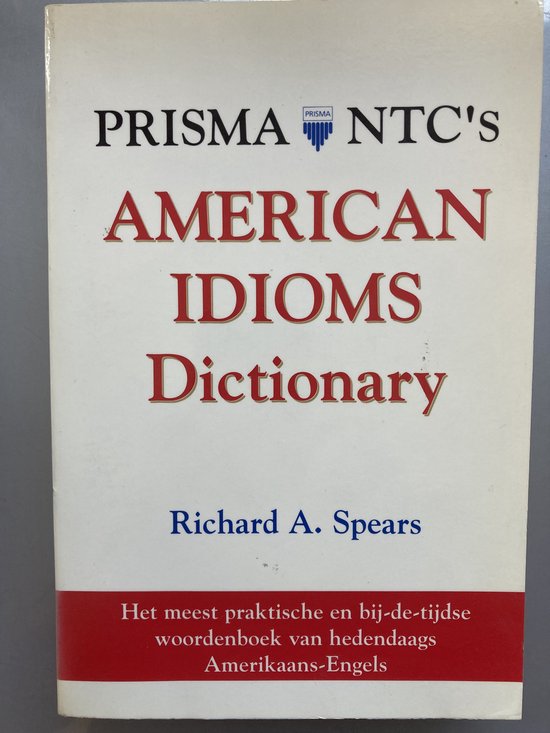 PRISMA PRISMA NTC's
AMERICAN
IDIOMS
Dictionary
Richard A. Spears
Het meest praktische en bij-de-tijdse
woordenboek van hedendaags
Amerikaans-Engels